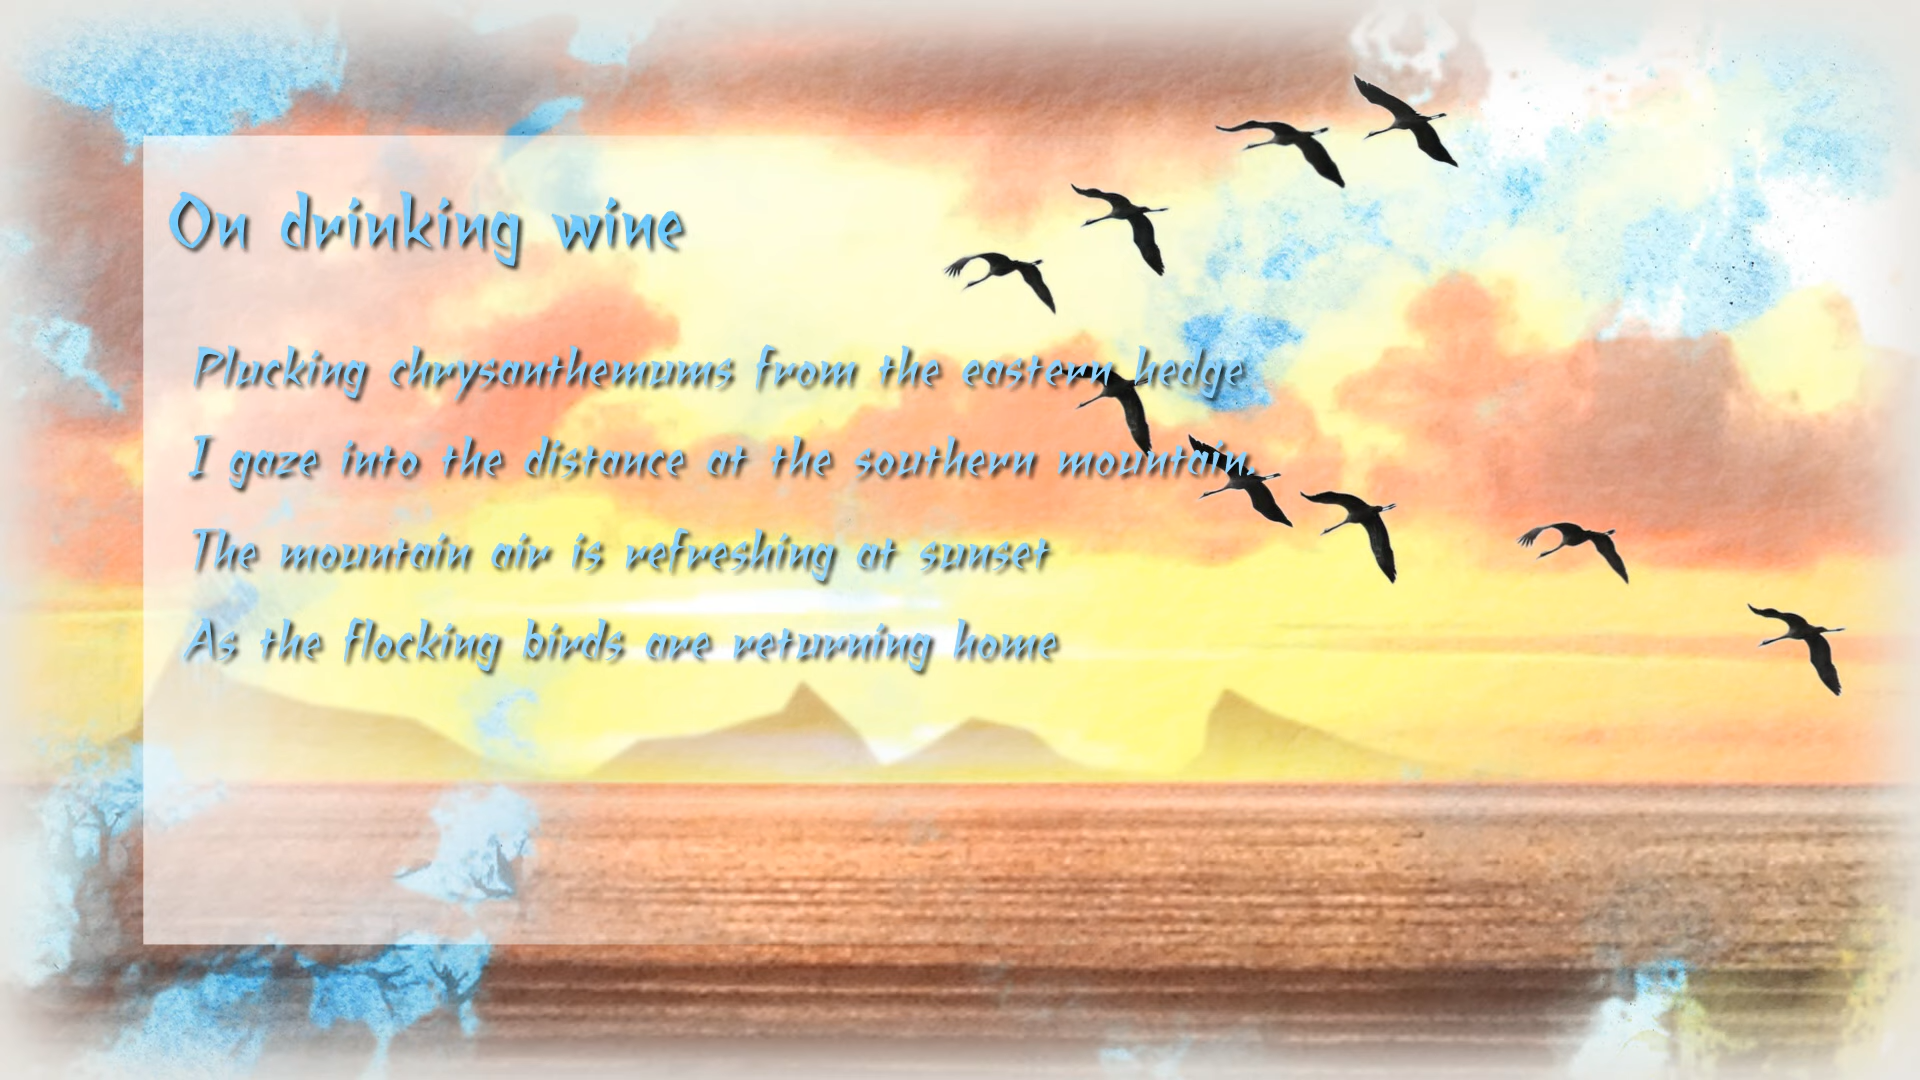 On drinking wine
Plucking chrysanthemums from the eastern hedge
I gaze into the distance at the southern mountain.
The mountain air is refreshing at sunset
As the flocking birds are returning home